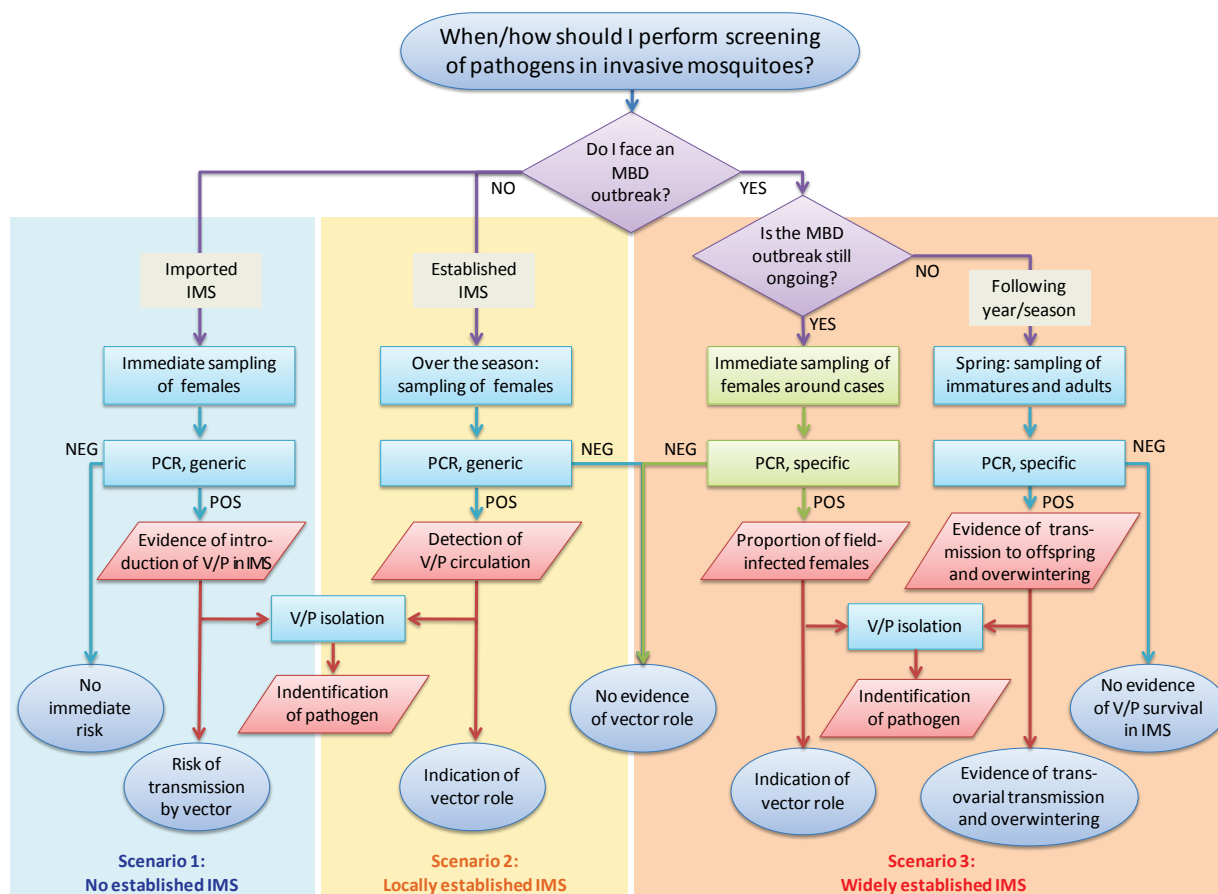 When/how should I perform screening
of pathogens in invasive mosquitoes?
Do I face an
MBD
outbreak?
NO
YES
Is the MBD
outbreak still
ongoing?
NO
YES
Imported
IMS
Established
IMS
Following
year/season
Immediate sampling
of females
Over the season:
sampling of females
Immediate sampling of
females around cases
Spring: sampling of
immatures and adults
NEG
PCR, generic
POS
PCR, generic
NEG
POS
NEG
PCR, specific
POS
PCR, specific
NEG
POS
Evidence of intro-
duction of V/P in IMS
Detection of
V/P circulation
Proportion of field-
infected females
Evidence of trans-
mission to offspring
and overwintering
V/P isolation
V/P isolation
Indentification
of pathogen
Indentification
of pathogen
No
immediate
risk
No evidence
of vector role
No evidence
of V/P survival
in IMS
Risk of
transmission
by vector
Indication of
vector role
Indication of
vector role
Evidence of trans-
ovarial transmission
and overwintering
Scenario 1:
No established IMS
Scenario 2:
Locally established IMS
Scenario 3:
Widely established IMS